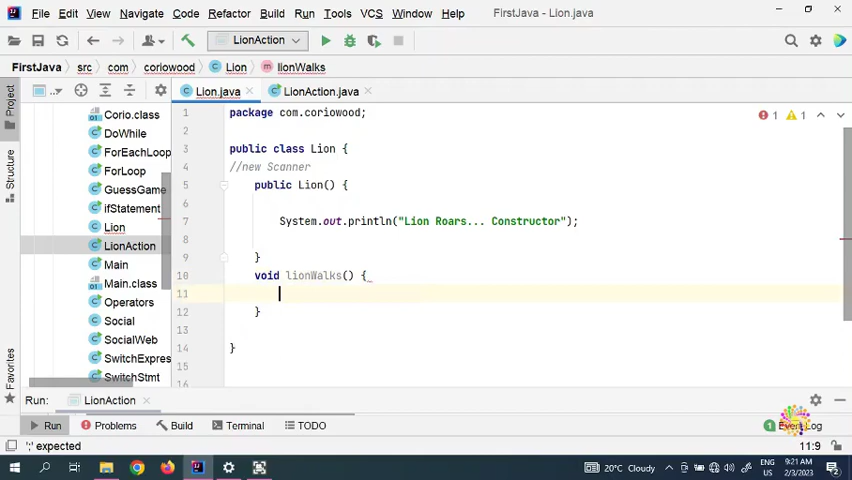 File Edit View Navigate Code Refactor Build Run Tools VCS Window Help FirstJava - Lion.java
LionAction
FirstJava src com coriowood Lion lionWalks
Lion.java LionAction.java
Project
Structure
Favorites
Corio.class
DoWhile
ForEachLoop
ForLoop
GuessGame
ifStatement
Lion
LionAction
Main
Main.class
Operators
Social
SocialWeb
SwitchExpres
SwitchStmt
1 package com.coriowood;
2
3 public class Lion {
4 //new Scanner
5 public Lion() {
6
7 System.out.println("Lion Roars... Constructor");
8
9 }
10 void lionWalks() {
11
12 }
13
14 }
15
16
1 1
Run: LionAction
Run Problems Build Terminal TODO 1 Event Log
';' expected 11:9
20°C Cloudy ENG US 9:21 AM 2/3/2023